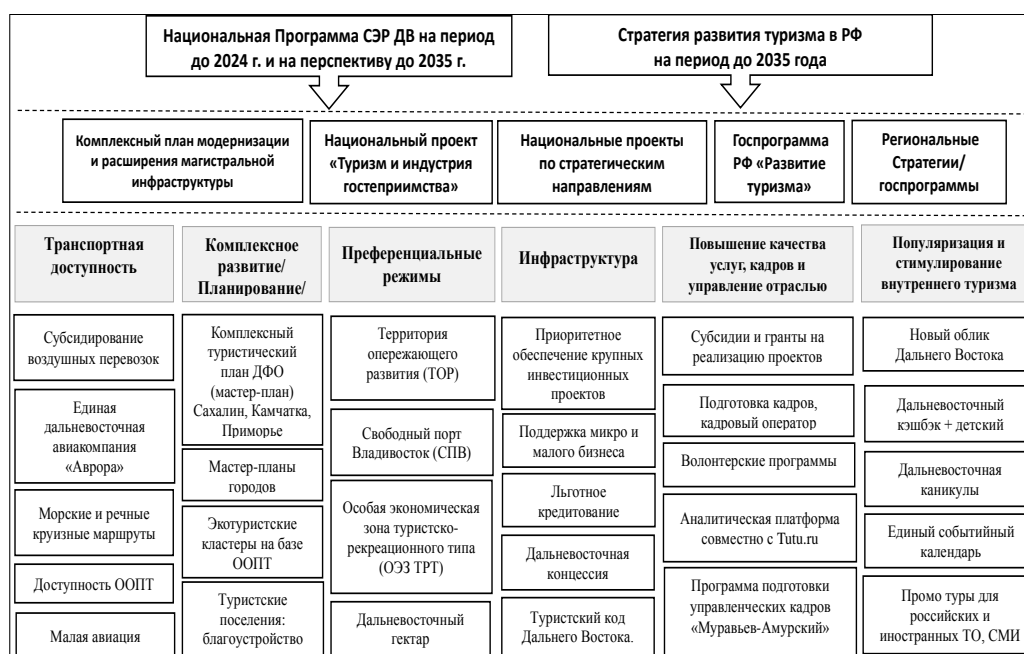 Национальная Программа СЭР ДВ на период
до 2024 г. и на перспективу до 2035 г.
Стратегия развития туризма в РФ
на период до 2035 года
Комплексный план модернизации
и расширения магистральной
инфраструктуры
Национальный проект
«Туризм и индустрия
гостеприимства»
Национальные проекты
по стратегическим
направлениям
Госпрограмма
РФ «Развитие
туризма»
Региональные
Стратегии/
госпрограммы
Транспортная
доступность
Комплексное
развитие/
Планирование/
Преференциальные
режимы
Инфраструктура
Повышение качества
услуг, кадров и
управление отраслью
Популяризация и
стимулирование
внутреннего туризма
Субсидирование
воздушных перевозок
Единая
дальневосточная
авиакомпания
«Аврора»
Морские и речные
круизные маршруты
Доступность ООПТ
Малая авиация
Комплексный
туристический
план ДФО
(мастер-план)
Сахалин, Камчатка,
Приморье
Мастер-планы
городов
Экотуристские
кластеры на базе
ООПТ
Туристские
поселения:
благоустройство
Территория
опережающего
развития (ТОР)
Свободный порт
Владивосток (СПВ)
Особая экономическая
зона туристско-
рекреационного типа
(ОЭЗ ТРТ)
Дальневосточный
гектар
Приоритетное
обеспечение крупных
инвестиционных
проектов
Поддержка микро и
малого бизнеса
Льготное
кредитование
Дальневосточная
концессия
Туристский код
Дальнего Востока.
Субсидии и гранты на
реализацию проектов
Подготовка кадров,
кадровый оператор
Волонтерские программы
Аналитическая платформа
совместно с Tutu.ru
Программа подготовки
управленческих кадров
«Муравьев-Амурский»
Новый облик
Дальнего Востока
Дальневосточный
кэшбэк + детский
Дальневосточная
каникулы
Единый событийный
календарь
Промо туры для
российских и
иностранных ТО, СМИ